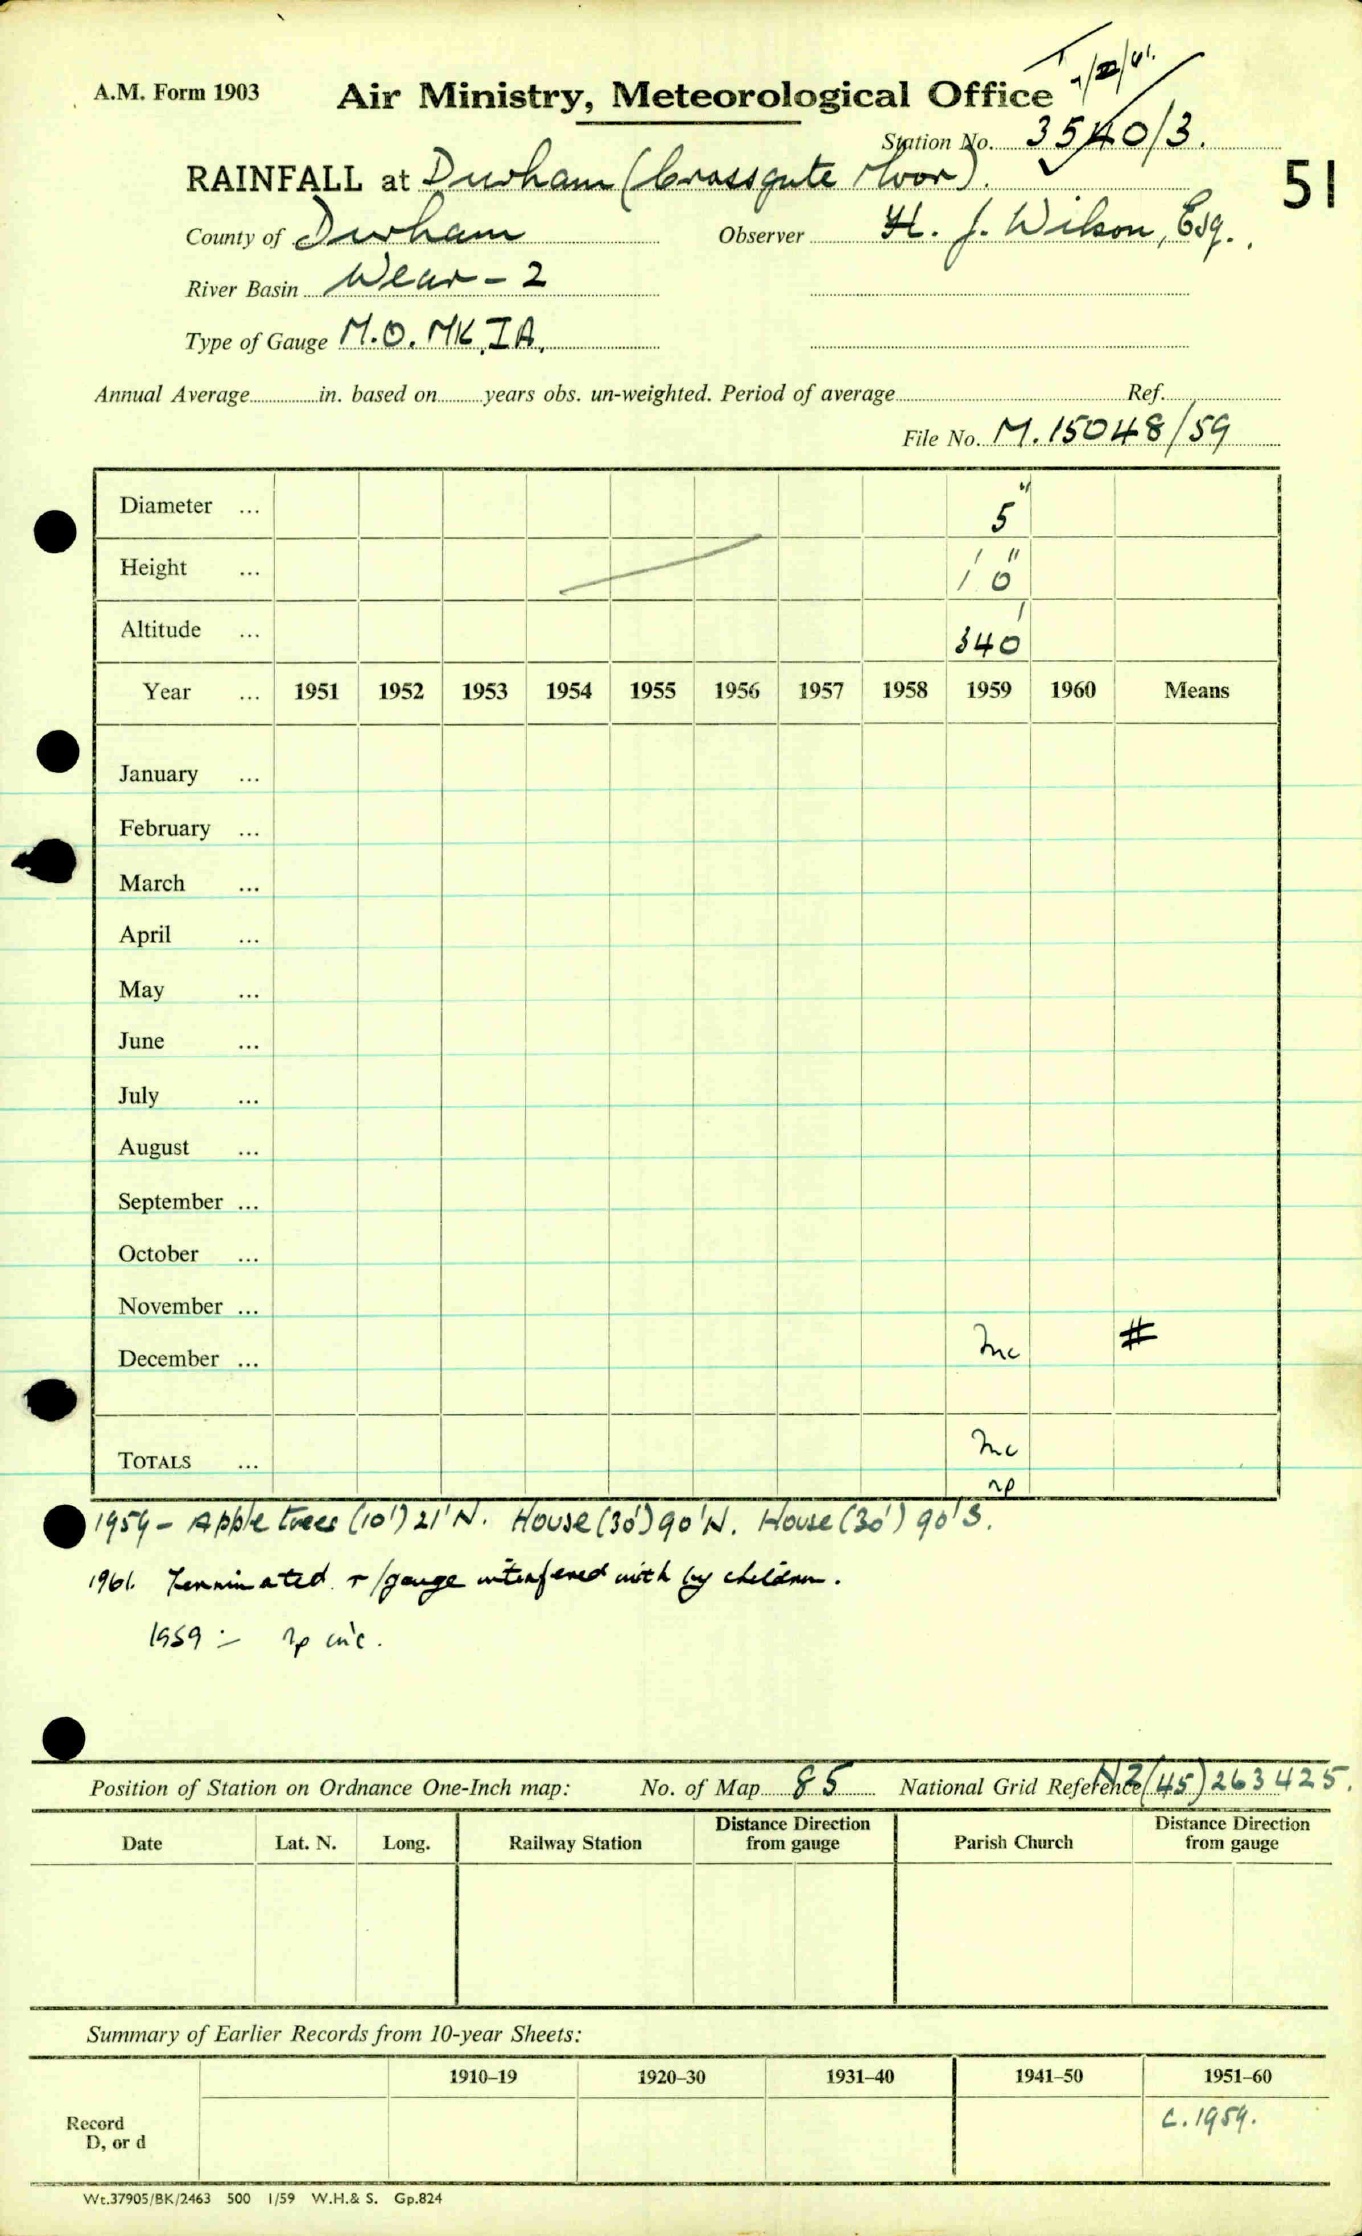 A.M. Form 1903
Air Ministry, Meteorological Office
Station No. 3540/3.
RAINFALL at Durham (Crossgate Moor).
51
County of Durham Observer H. J. Wilson, Esq.
River Basin Wear - 2
Type of Gauge M.O. MK IA.
Annual Average in. based on years obs. un-weighted. Period of average Ref.
File No. M.15048/59
Diameter ... 5"
Height ... 1' 0"
Altitude ... 340'
Year ... 1951 1952 1953 1954 1955 1956 1957 1958 1959 1960 Means
January ...
February ...
March ...
April ...
May ...
June ...
July ...
August ...
September ...
October ...
November ...
December ... Inc #
TOTALS ... Inc
np
1959 - Apple trees (10') 21'N. House (30') 90'N. House (30') 90'S.
1961. Terminated r/gauge interfered with by children.
1959 :- np inc.
Position of Station on Ordnance One-Inch map: No. of Map 85 National Grid Reference NZ(45)263425.
Date Lat. N. Long. Railway Station Distance Direction from gauge Parish Church Distance Direction from gauge
Summary of Earlier Records from 10-year Sheets:
1910–19 1920–30 1931–40 1941–50 1951–60
Record
D, or d
c.1959.
Wt.37905/BK/2463 500 1/59 W.H.& S. Gp.824